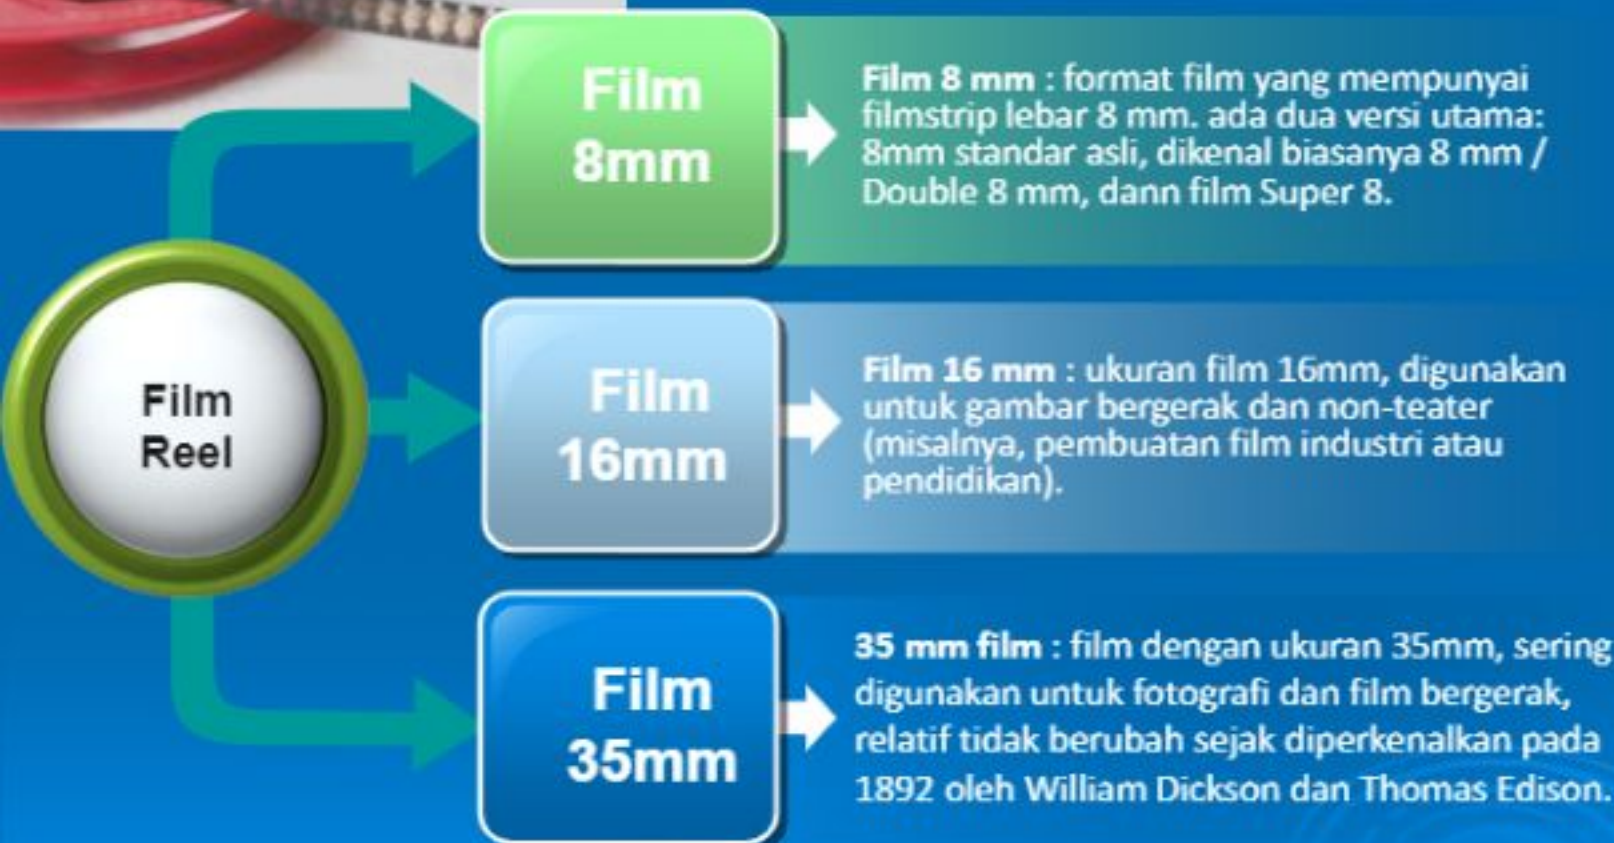 Film
Reel
Film
8mm
Film 8 mm : format film yang mempunyai
filmstrip lebar 8 mm. ada dua versi utama:
8mm standar asli, dikenal biasanya 8 mm /
Double 8 mm, dann film Super 8.
Film
16mm
Film 16 mm : ukuran film 16mm, digunakan
untuk gambar bergerak dan non-teater
(misalnya, pembuatan film industri atau
pendidikan).
Film
35mm
35 mm film : film dengan ukuran 35mm, sering
digunakan untuk fotografi dan film bergerak,
relatif tidak berubah sejak diperkenalkan pada
1892 oleh William Dickson dan Thomas Edison.